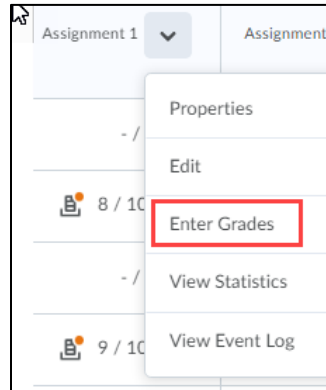 Assignment 1
Assignment
Properties
- /
Edit
8 / 10
Enter Grades
- /
View Statistics
9 / 10
View Event Log